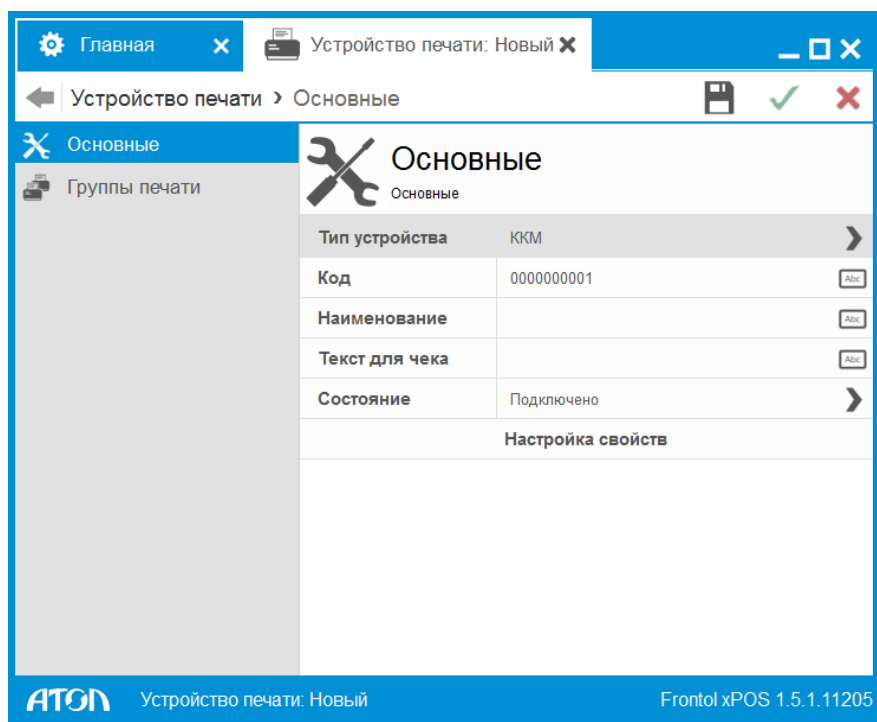 Главная
Устройство печати: Новый
Устройство печати › Основные
Основные
Группы печати
Основные
Основные
Тип устройства ККМ
Код 0000000001 Abc
Наименование Abc
Текст для чека Abc
Состояние Подключено
Настройка свойств
АТОЛ Устройство печати: Новый Frontol xPOS 1.5.1.11205